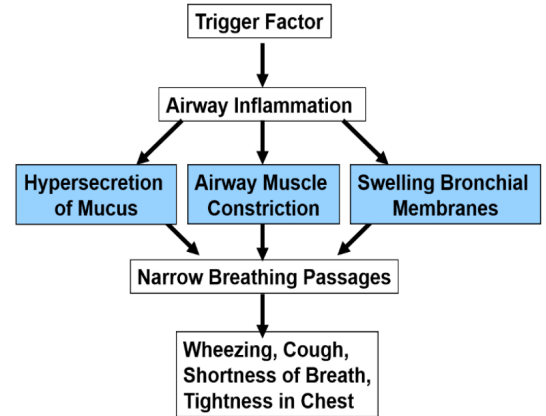 Trigger Factor
Airway Inflammation
Hypersecretion
of Mucus
Airway Muscle
Constriction
Swelling Bronchial
Membranes
Narrow Breathing Passages
Wheezing, Cough,
Shortness of Breath,
Tightness in Chest